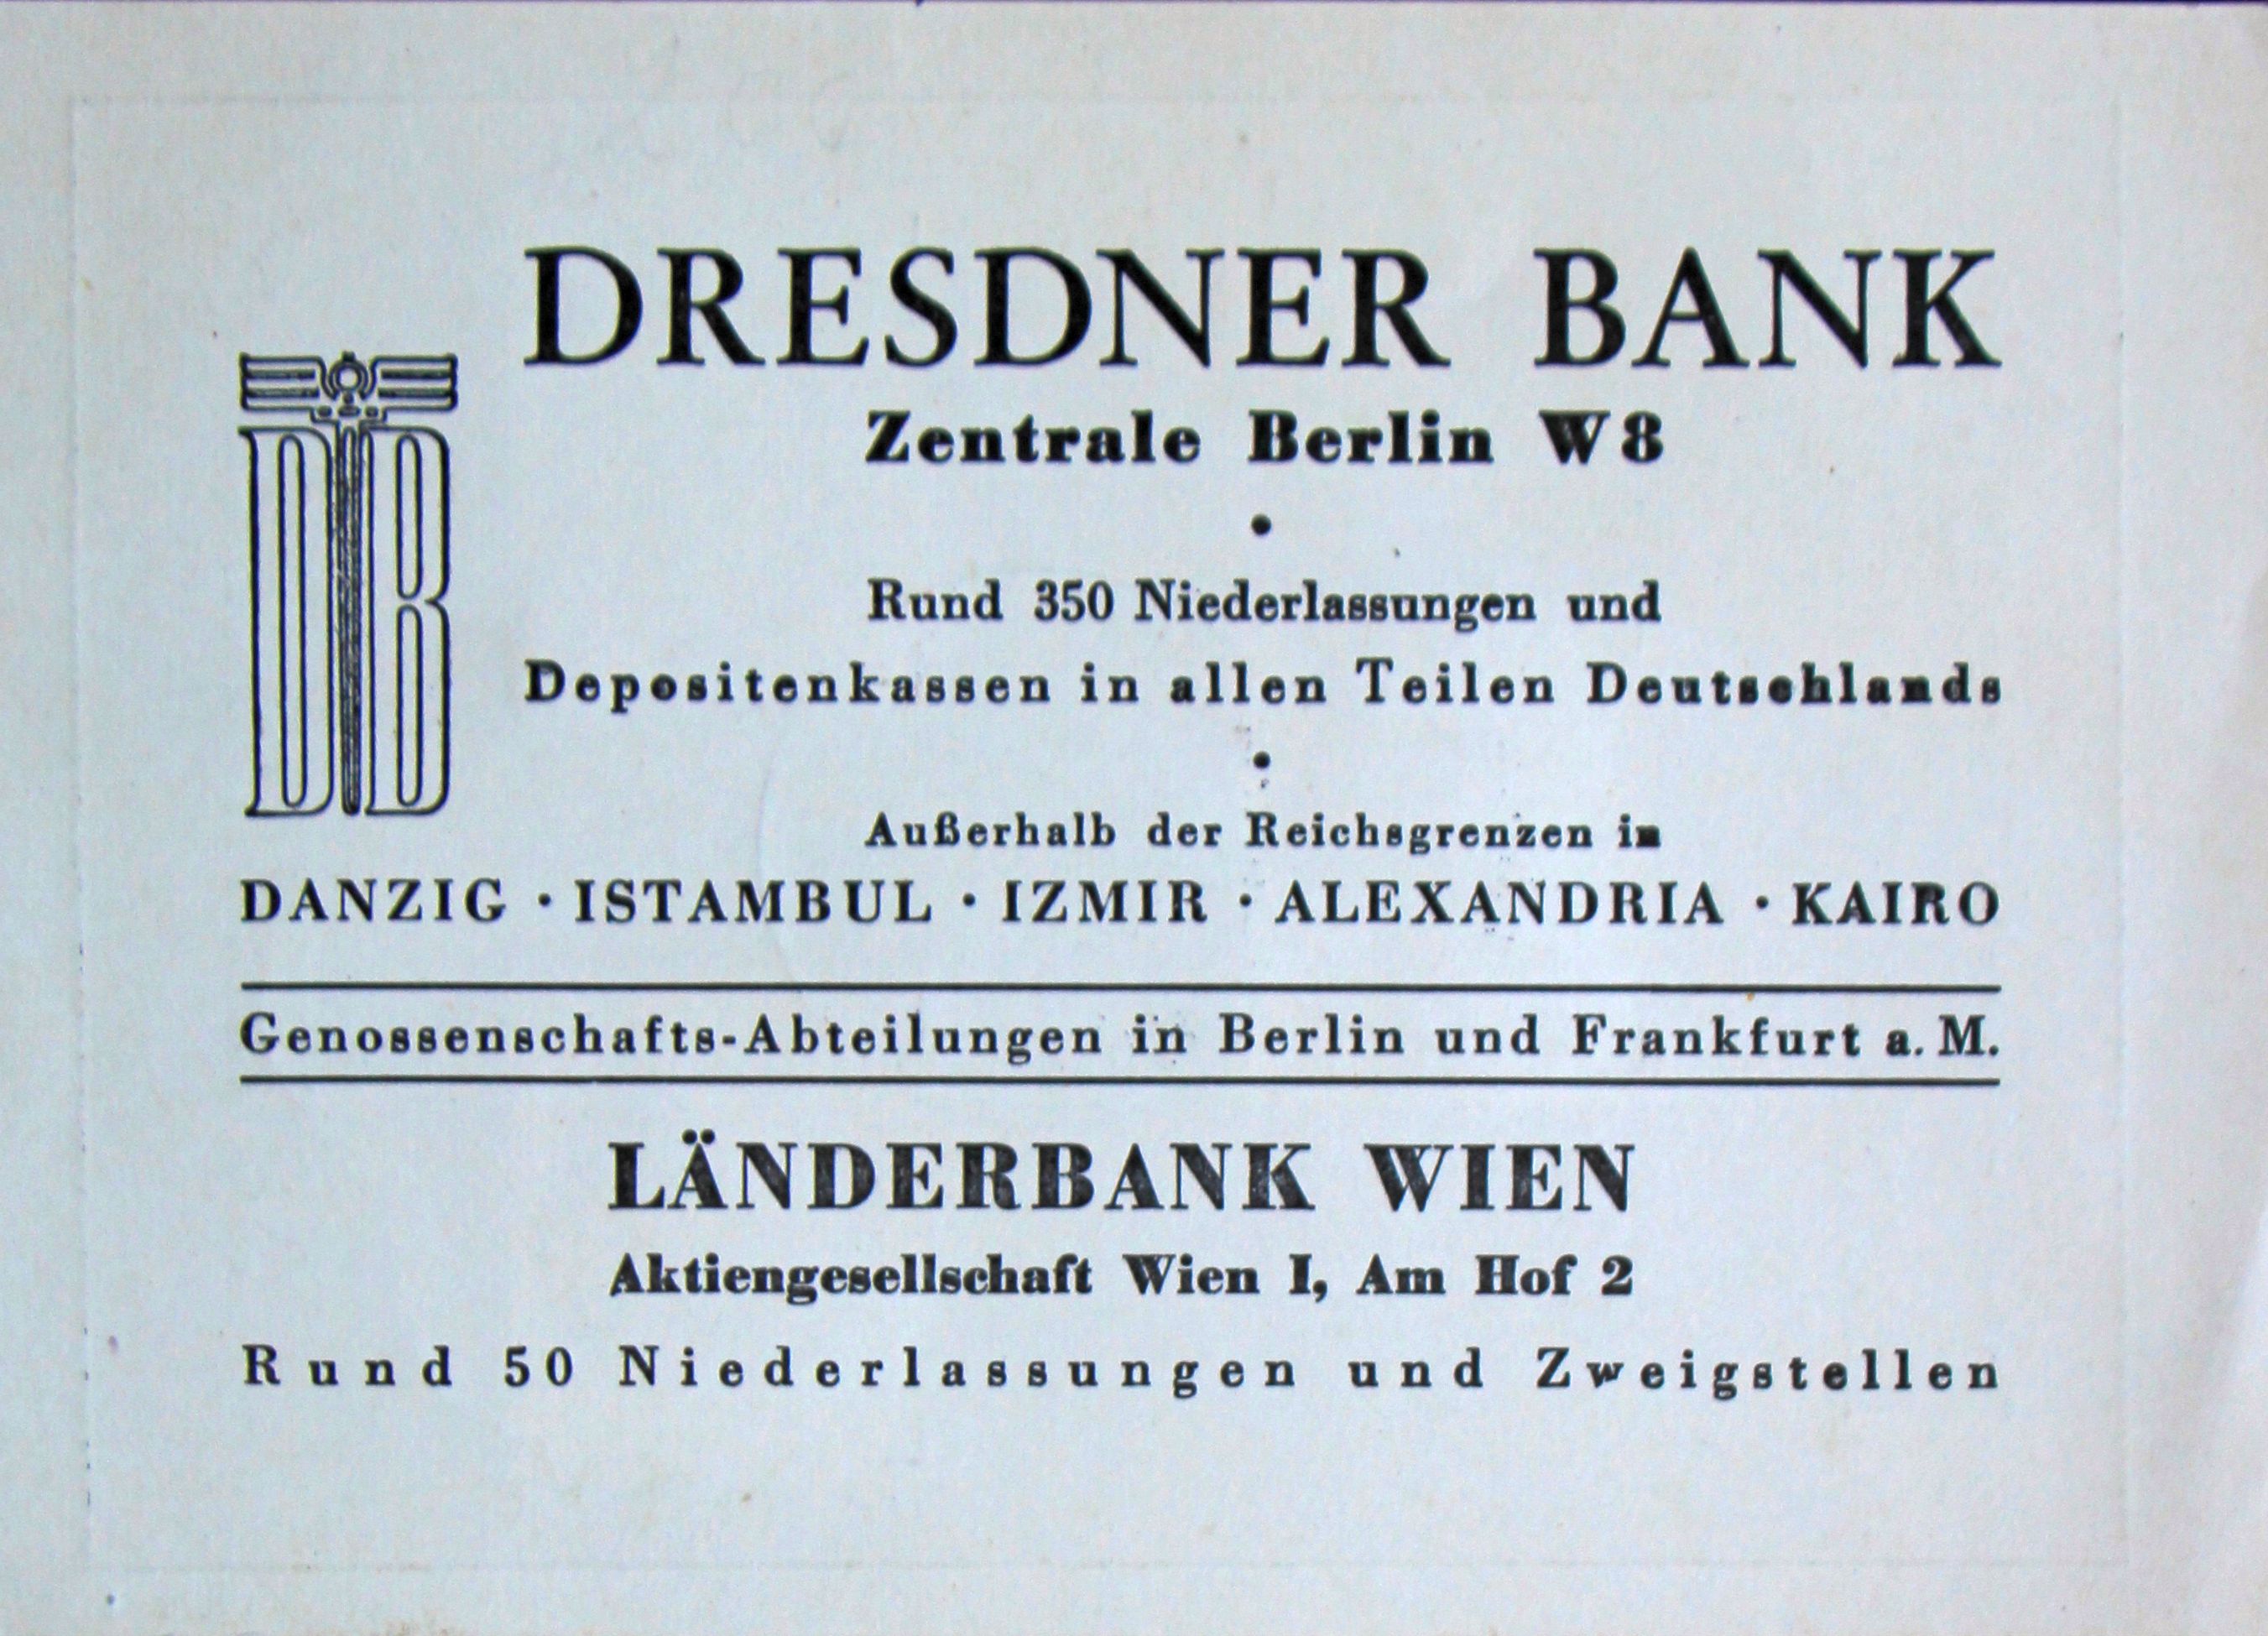 DRESDNER BANK
Zentrale Berlin W 8
•
Rund 350 Niederlassungen und
Depositenkassen in allen Teilen Deutschlands
•
Außerhalb der Reichsgrenzen in
DANZIG · ISTAMBUL · IZMIR · ALEXANDRIA · KAIRO
Genossenschafts-Abteilungen in Berlin und Frankfurt a. M.
LÄNDERBANK WIEN
Aktiengesellschaft Wien I, Am Hof 2
Rund 50 Niederlassungen und Zweigstellen
DB